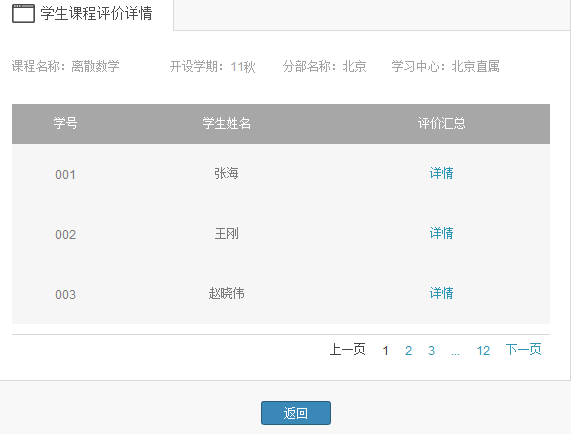 学生课程评价详情
课程名称：离散数学 开设学期：11秋 分部名称：北京 学习中心：北京直属
学号 学生姓名 评价汇总
001 张海 详情
002 王刚 详情
003 赵晓伟 详情
上一页 1 2 3 ... 12 下一页
返回